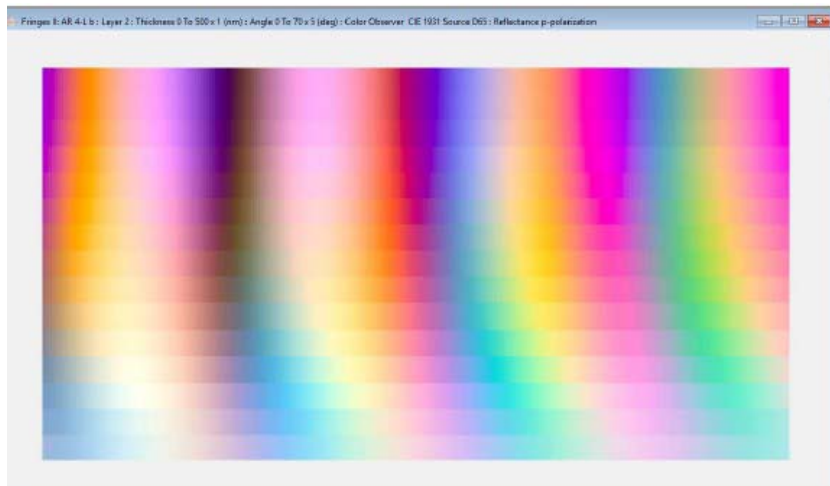 Fringes II: AR 4-L b : Layer 2 : Thickness 0 To 500 x 1 (nm) : Angle 0 To 70 x 5 (deg) : Color Observer CIE 1931 Source D65 : Reflectance p-polarization